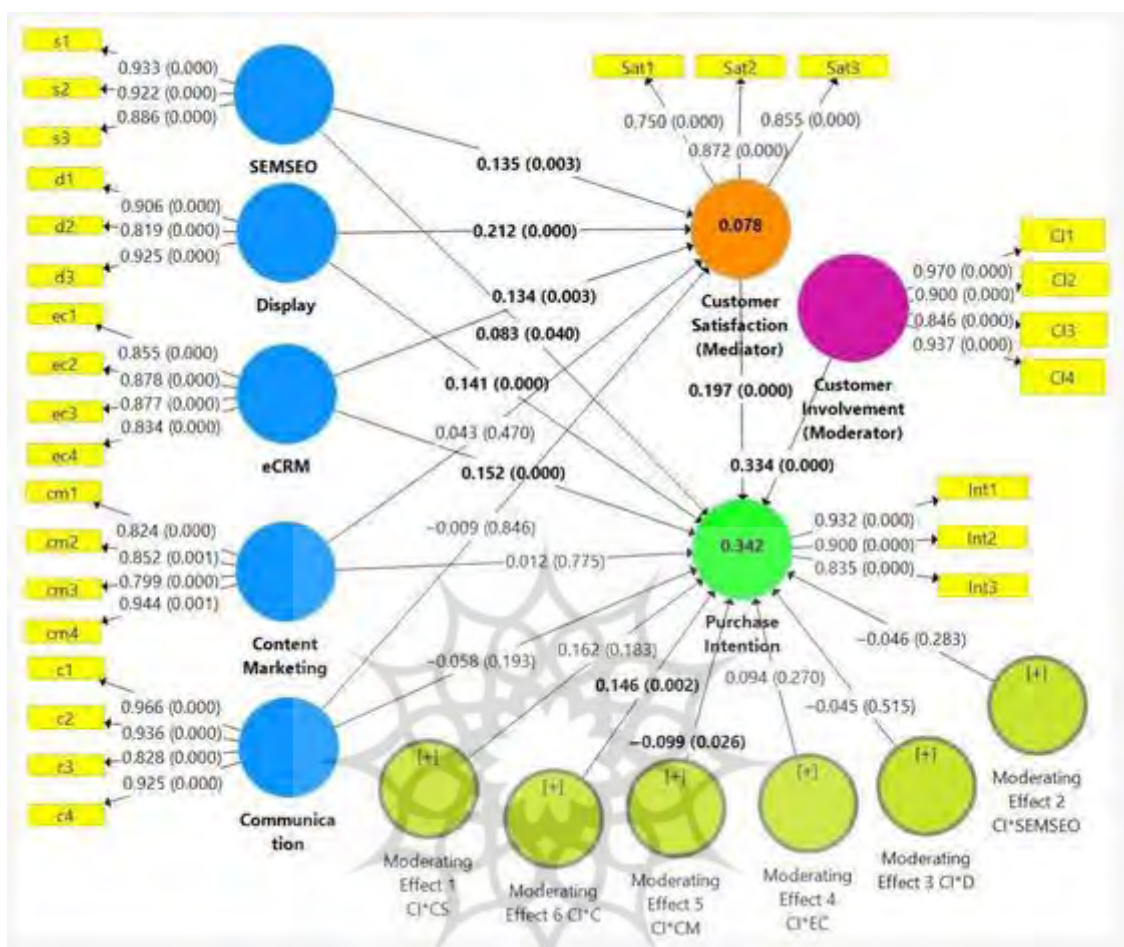 s1
0.933 (0.000)
s2
0.922 (0.000)
0.886 (0.000)
s3
SEMSEO
d1
0.906 (0.000)
d2
0.819 (0.000)
0.925 (0.000)
d3
Display
ec1
0.855 (0.000)
ec2
0.878 (0.000)
ec3
0.877 (0.000)
0.834 (0.000)
ec4
eCRM
cm1
0.824 (0.000)
cm2
0.852 (0.001)
cm3
0.799 (0.000)
0.944 (0.001)
cm4
Content
Marketing
c1
0.966 (0.000)
c2
0.936 (0.000)
c3
0.828 (0.000)
0.925 (0.000)
c4
Communica
tion
0.135 (0.003)
0.212 (0.000)
0.134 (0.003)
0.083 (0.040)
0.141 (0.000)
0.043 (0.470)
0.152 (0.000)
−0.009 (0.846)
0.012 (0.775)
−0.058 (0.193)
Sat1
Sat2
Sat3
0.750 (0.000)
0.855 (0.000)
0.872 (0.000)
0.078
Customer
Satisfaction
(Mediator)
0.197 (0.000)
CI1
0.970 (0.000)
CI2
0.900 (0.000)
0.846 (0.000)
CI3
0.937 (0.000)
CI4
Customer
Involvement
(Moderator)
0.334 (0.000)
Int1
0.932 (0.000)
Int2
0.900 (0.000)
0.835 (0.000)
Int3
0.342
Purchase
Intention
0.162 (0.183)
0.146 (0.002)
−0.099 (0.026)
0.094 (0.270)
−0.045 (0.515)
−0.046 (0.283)
[+]
Moderating
Effect 1
CI*CS
[+]
Moderating
Effect 6 CI*C
[+]
Moderating
Effect 5
CI*CM
[+]
Moderating
Effect 4
CI*EC
[+]
Moderating
Effect 3 CI*D
[+]
Moderating
Effect 2
CI*SEMSEO